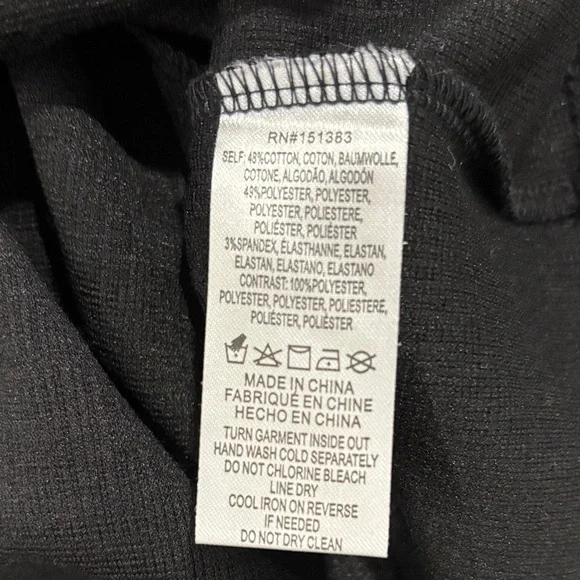 RN#151383
SELF: 48%COTTON, COTON, BAUMWOLLE,
COTONE, ALGODÃO, ALGODÓN
49%POLYESTER, POLYESTER,
POLYESTER, POLIESTERE,
POLIÉSTER, POLIÈSTER
3%SPANDEX, ÉLASTHANNE, ELASTAN,
ELASTAN, ELASTANO, ELASTANO
CONTRAST: 100%POLYESTER,
POLYESTER, POLYESTER, POLIESTERE,
POLIÉSTER, POLIÈSTER
MADE IN CHINA
FABRIQUÉ EN CHINE
HECHO EN CHINA
TURN GARMENT INSIDE OUT
HAND WASH COLD SEPARATELY
DO NOT CHLORINE BLEACH
LINE DRY
COOL IRON ON REVERSE
IF NEEDED
DO NOT DRY CLEAN